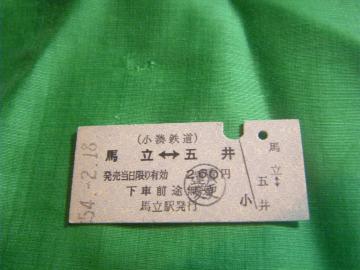 (小湊鉄道)
馬立↔五井
発売当日限り有効 260円
下車前途無効
馬立駅発行
54.-2.18
馬立
五井
小